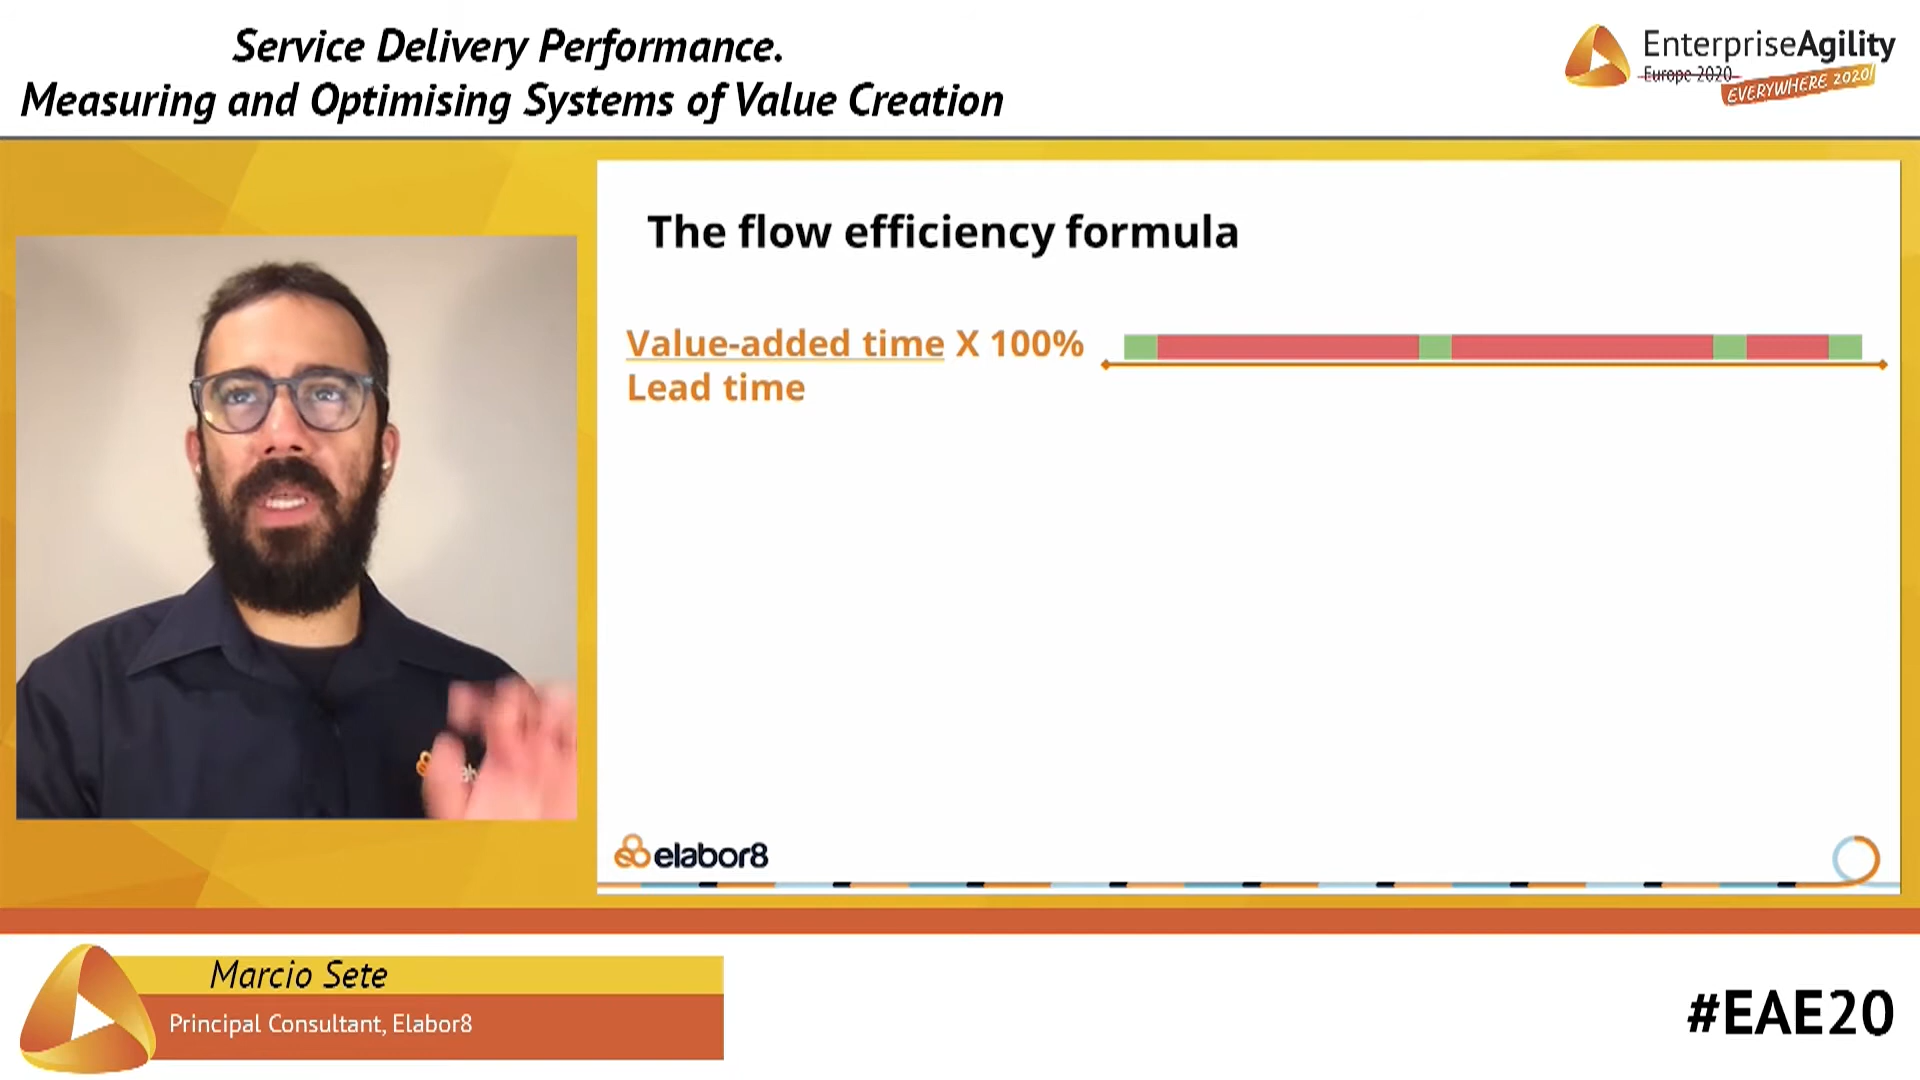 Service Delivery Performance.
Measuring and Optimising Systems of Value Creation
EnterpriseAgility
Europe 2020
EVERYWHERE 2020!
The flow efficiency formula
Value-added time X 100%
Lead time
elabor8
Marcio Sete
Principal Consultant, Elabor8
#EAE20